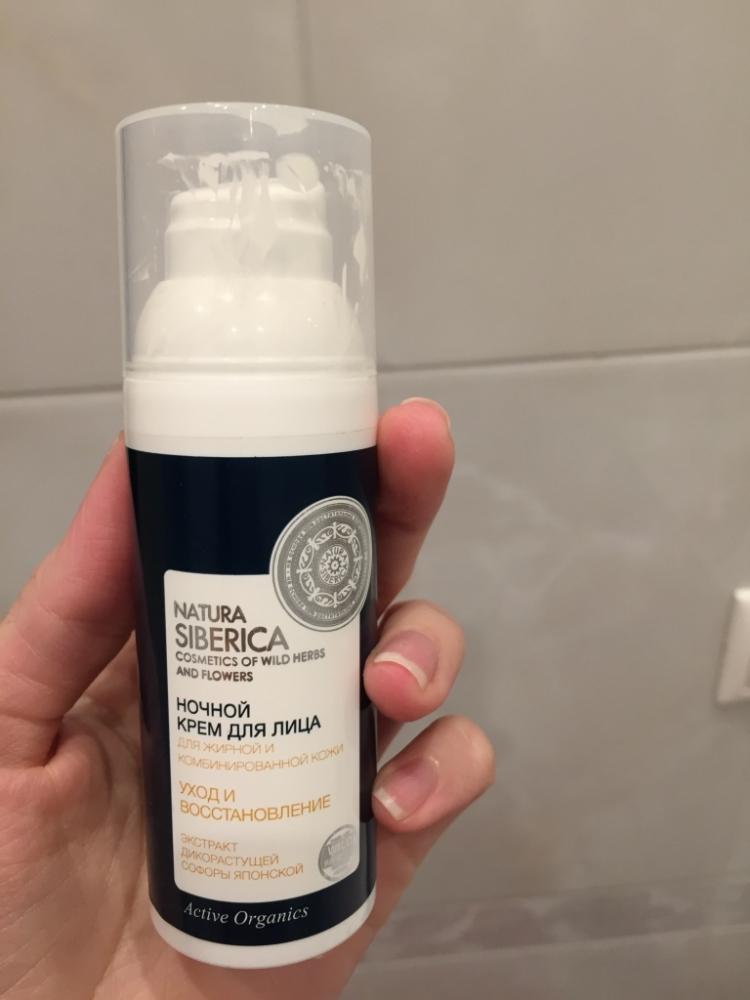 NATURA
SIBERICA
COSMETICS OF WILD HERBS
AND FLOWERS
НОЧНОЙ
КРЕМ ДЛЯ ЛИЦА
ДЛЯ ЖИРНОЙ И
КОМБИНИРОВАННОЙ КОЖИ
УХОД И
ВОССТАНОВЛЕНИЕ
ЭКСТРАКТ
ДИКОРАСТУЩЕЙ
СОФОРЫ ЯПОНСКОЙ
Active Organics